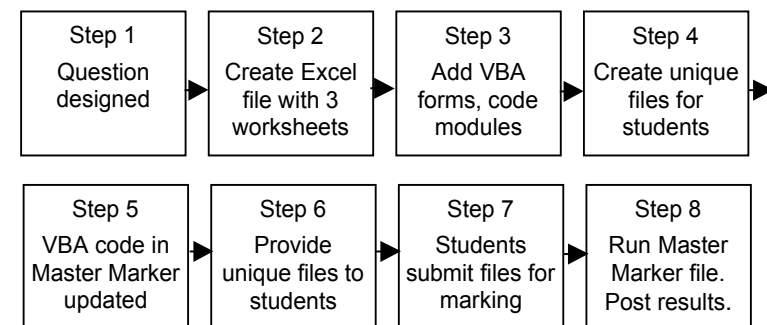 Step 1
Question
designed
Step 2
Create Excel
file with 3
worksheets
Step 3
Add VBA
forms, code
modules
Step 4
Create unique
files for
students
Step 5
VBA code in
Master Marker
updated
Step 6
Provide
unique files to
students
Step 7
Students
submit files for
marking
Step 8
Run Master
Marker file.
Post results.